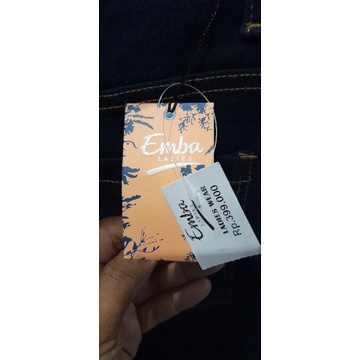 Emba
LADIES
Emba
LADIES WEAR
Rp.399.000